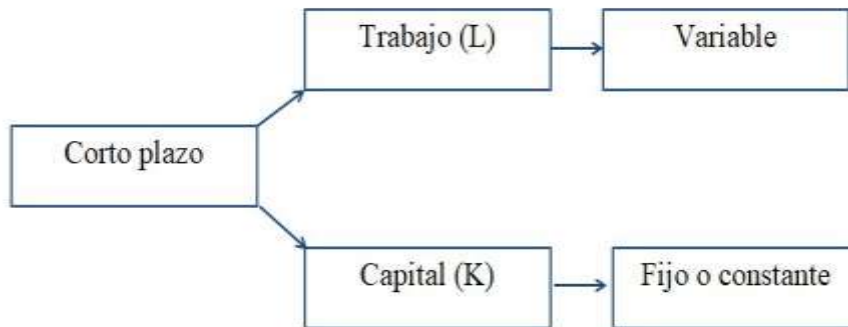 Trabajo (L)
Variable
Corto plazo
Capital (K)
Fijo o constante